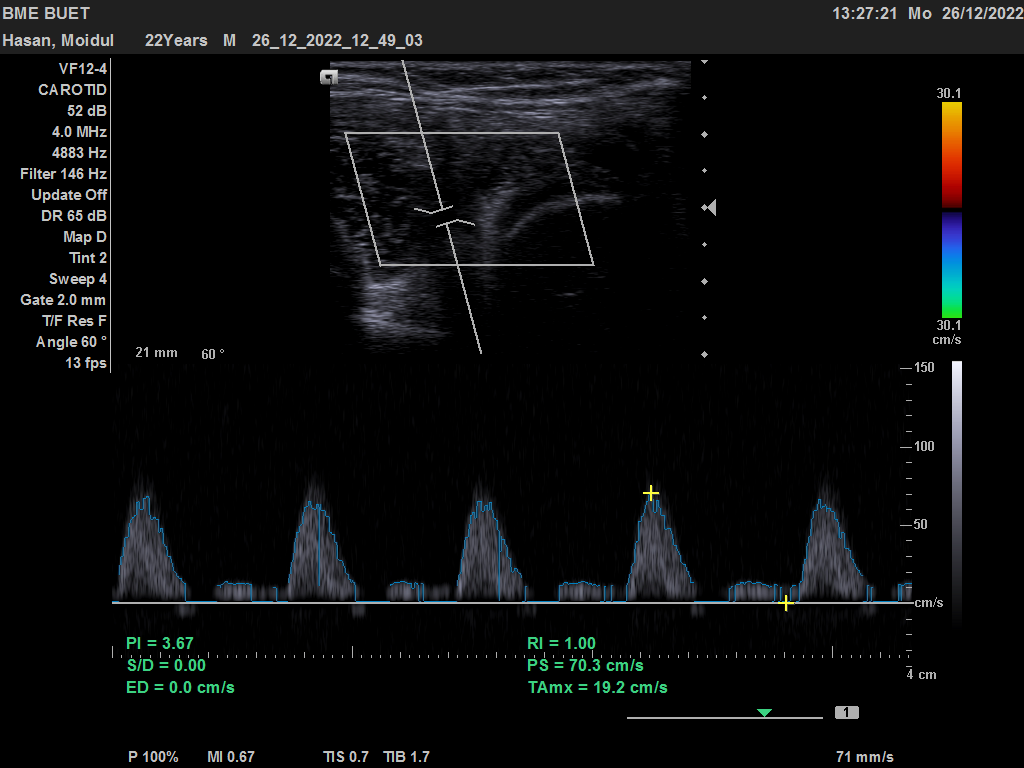 BME BUET 13:27:21 Mo 26/12/2022
Hasan, Moidul 22Years M 26_12_2022_12_49_03
VF12-4
CAROTID
52 dB
4.0 MHz
4883 Hz
Filter 146 Hz
Update Off
DR 65 dB
Map D
Tint 2
Sweep 4
Gate 2.0 mm
T/F Res F
Angle 60 °
13 fps
21 mm 60 °
30.1
30.1
cm/s
150
100
50
cm/s
4 cm
PI = 3.67 RI = 1.00
S/D = 0.00 PS = 70.3 cm/s
ED = 0.0 cm/s TAmx = 19.2 cm/s
1
P 100% MI 0.67 TIS 0.7 TIB 1.7 71 mm/s